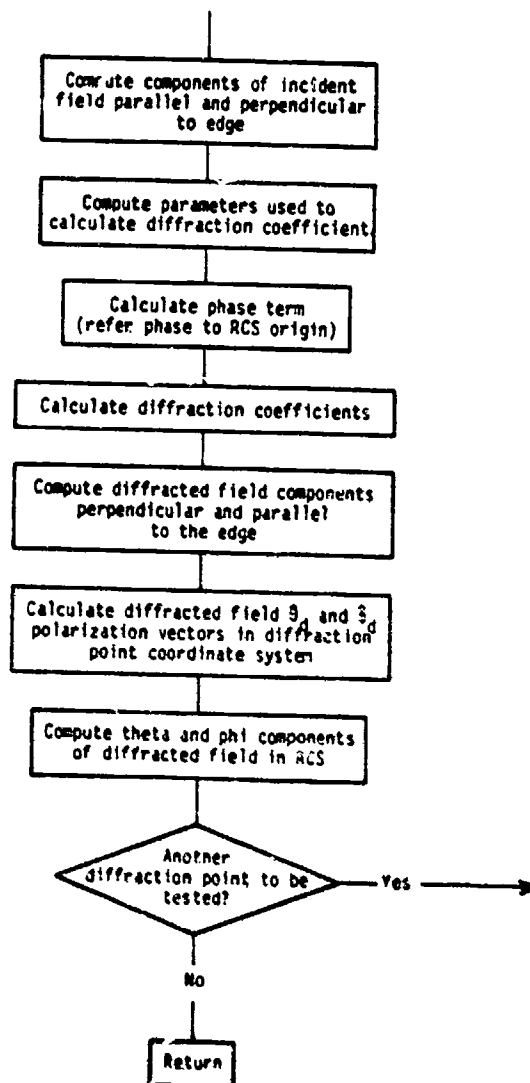 Compute components of incident
field parallel and perpendicular
to edge
Compute parameters used to
calculate diffraction coefficient
Calculate phase term
(refer phase to RCS origin)
Calculate diffraction coefficients
Compute diffracted field components
perpendicular and parallel
to the edge
Calculate diffracted field and
polarization vectors in diffraction
point coordinate system
Compute theta and phi components
of diffracted field in RCS
Another
diffraction point to be
tested?
Yes
No
Return